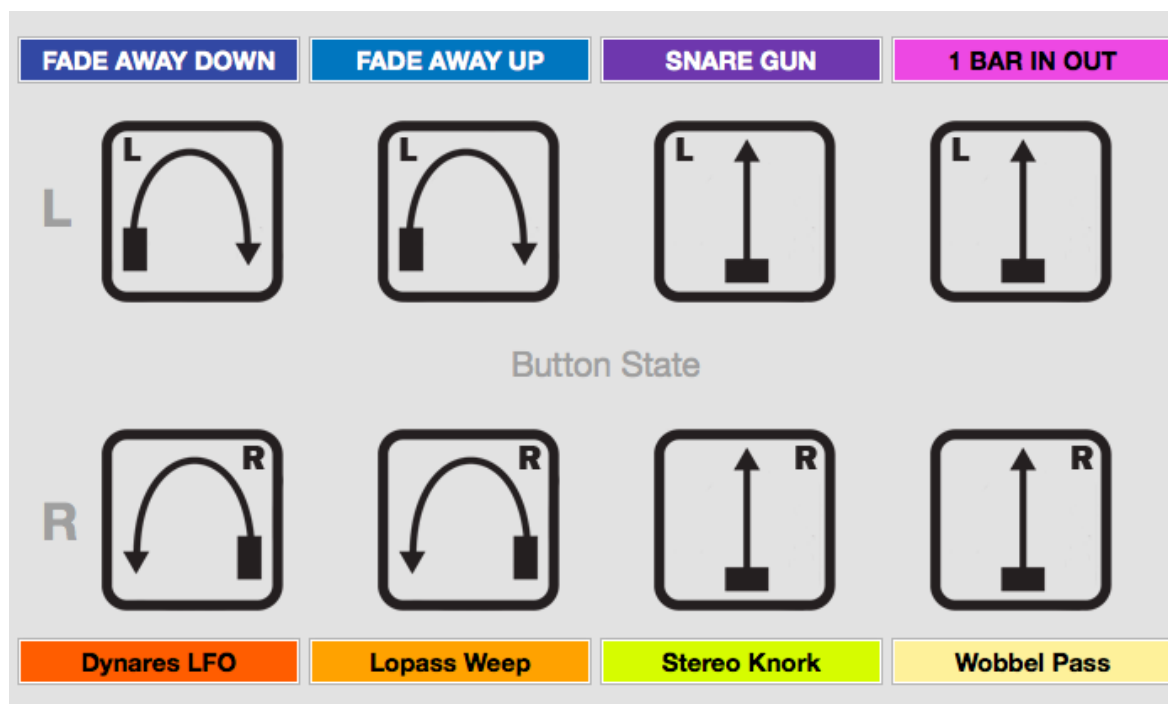 FADE AWAY DOWN FADE AWAY UP SNARE GUN 1 BAR IN OUT
L L L L L
Button State
R R R R R
Dynares LFO Lopass Weep Stereo Knork Wobbel Pass